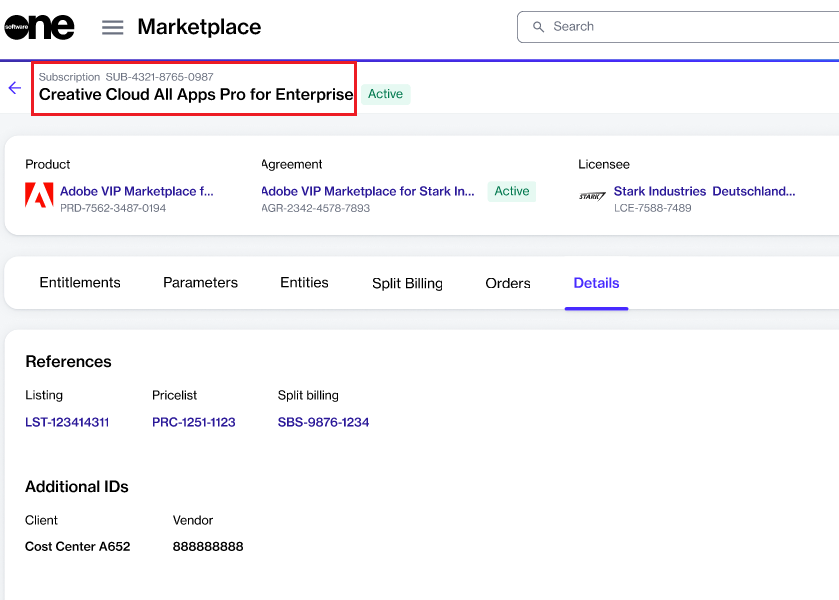 software one
Marketplace
Search
Subscription SUB-4321-8765-0987
Creative Cloud All Apps Pro for Enterprise
Active
Product
Agreement
Licensee
Adobe VIP Marketplace f...
PRD-7562-3487-0194
Adobe VIP Marketplace for Stark In...
Active
AGR-2342-4578-7893
STARK
Stark Industries Deutschland...
LCE-7588-7489
Entitlements
Parameters
Entities
Split Billing
Orders
Details
References
Listing
Pricelist
Split billing
LST-123414311
PRC-1251-1123
SBS-9876-1234
Additional IDs
Client
Vendor
Cost Center A652
888888888